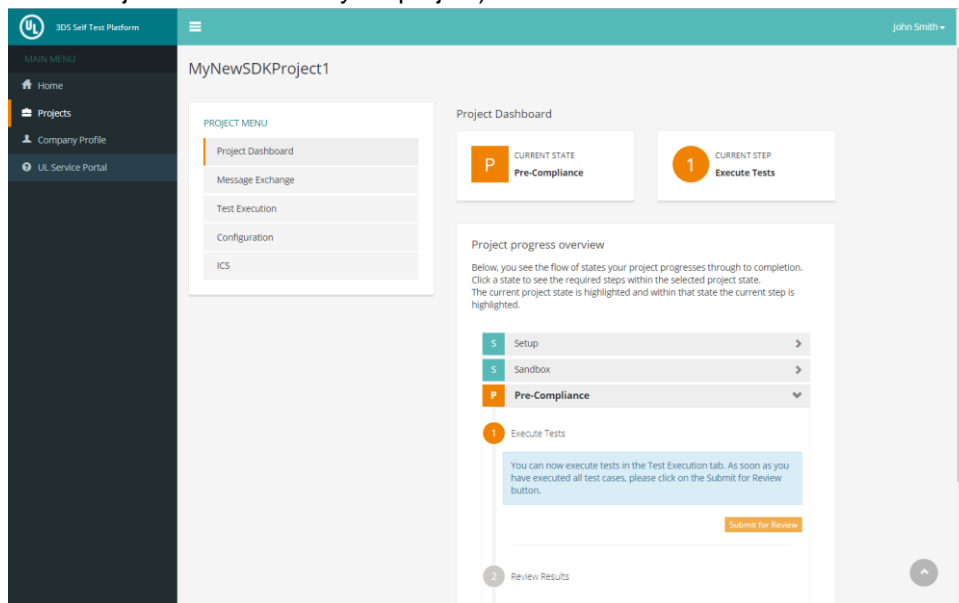 UL
3DS Self Test Platform
John Smith
MAIN MENU
Home
Projects
Company Profile
UL Service Portal
MyNewSDKProject1
PROJECT MENU
Project Dashboard
Message Exchange
Test Execution
Configuration
ICS
Project Dashboard
P
CURRENT STATE
Pre-Compliance
1
CURRENT STEP
Execute Tests
Project progress overview
Below, you see the flow of states your project progresses through to completion.
Click a state to see the required steps within the selected project state.
The current project state is highlighted and within that state the current step is
highlighted.
S Setup
S Sandbox
P Pre-Compliance
1 Execute Tests
You can now execute tests in the Test Execution tab. As soon as you
have executed all test cases, please click on the Submit for Review
button.
Submit for Review
2 Review Results